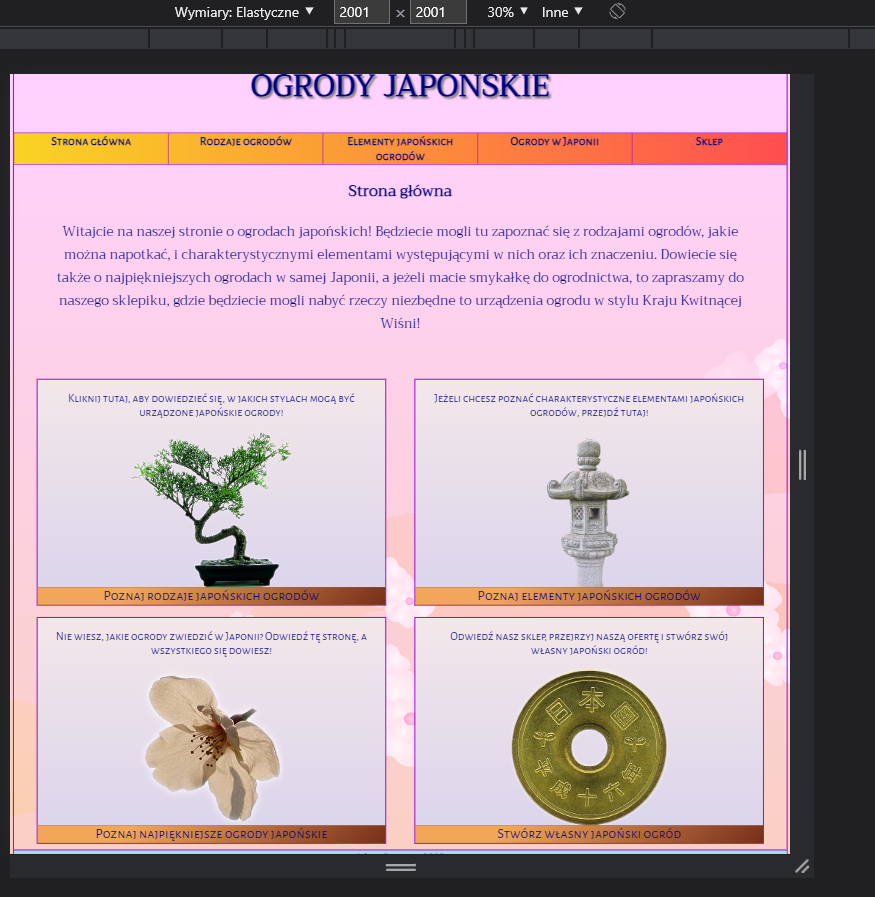 Wymiary: Elastyczne ▼ 2001 × 2001 30% ▼ Inne ▼
OGRODY JAPOŃSKIE
Strona główna Rodzaje ogrodów Elementy japońskich ogrodów Ogrody w Japonii Sklep
Strona główna
Witajcie na naszej stronie o ogrodach japońskich! Będziecie mogli tu zapoznać się z rodzajami ogrodów, jakie
można napotkać, i charakterystycznymi elementami występującymi w nich oraz ich znaczeniu. Dowiecie się
także o najpiękniejszych ogrodach w samej Japonii, a jeżeli macie smykałkę do ogrodnictwa, to zapraszamy do
naszego sklepiku, gdzie będziecie mogli nabyć rzeczy niezbędne to urządzenia ogrodu w stylu Kraju Kwitnącej
Wiśni!
Kliknij tutaj, aby dowiedzieć się, w jakich stylach mogą być
urządzone japońskie ogrody!
Poznaj rodzaje japońskich ogrodów
Jeżeli chcesz poznać charakterystyczne elementami japońskich
ogrodów, przejdź tutaj!
Poznaj elementy japońskich ogrodów
Nie wiesz, jakie ogrody zwiedzić w Japonii? Odwiedź tę stronę, a
wszystkiego się dowiesz!
Poznaj najpiękniejsze ogrody japońskie
Odwiedź nasz sklep, przejrzyj naszą ofertę i stwórz swój
własny japoński ogród!
日本国
平成十六年
Stwórz własny japoński ogród